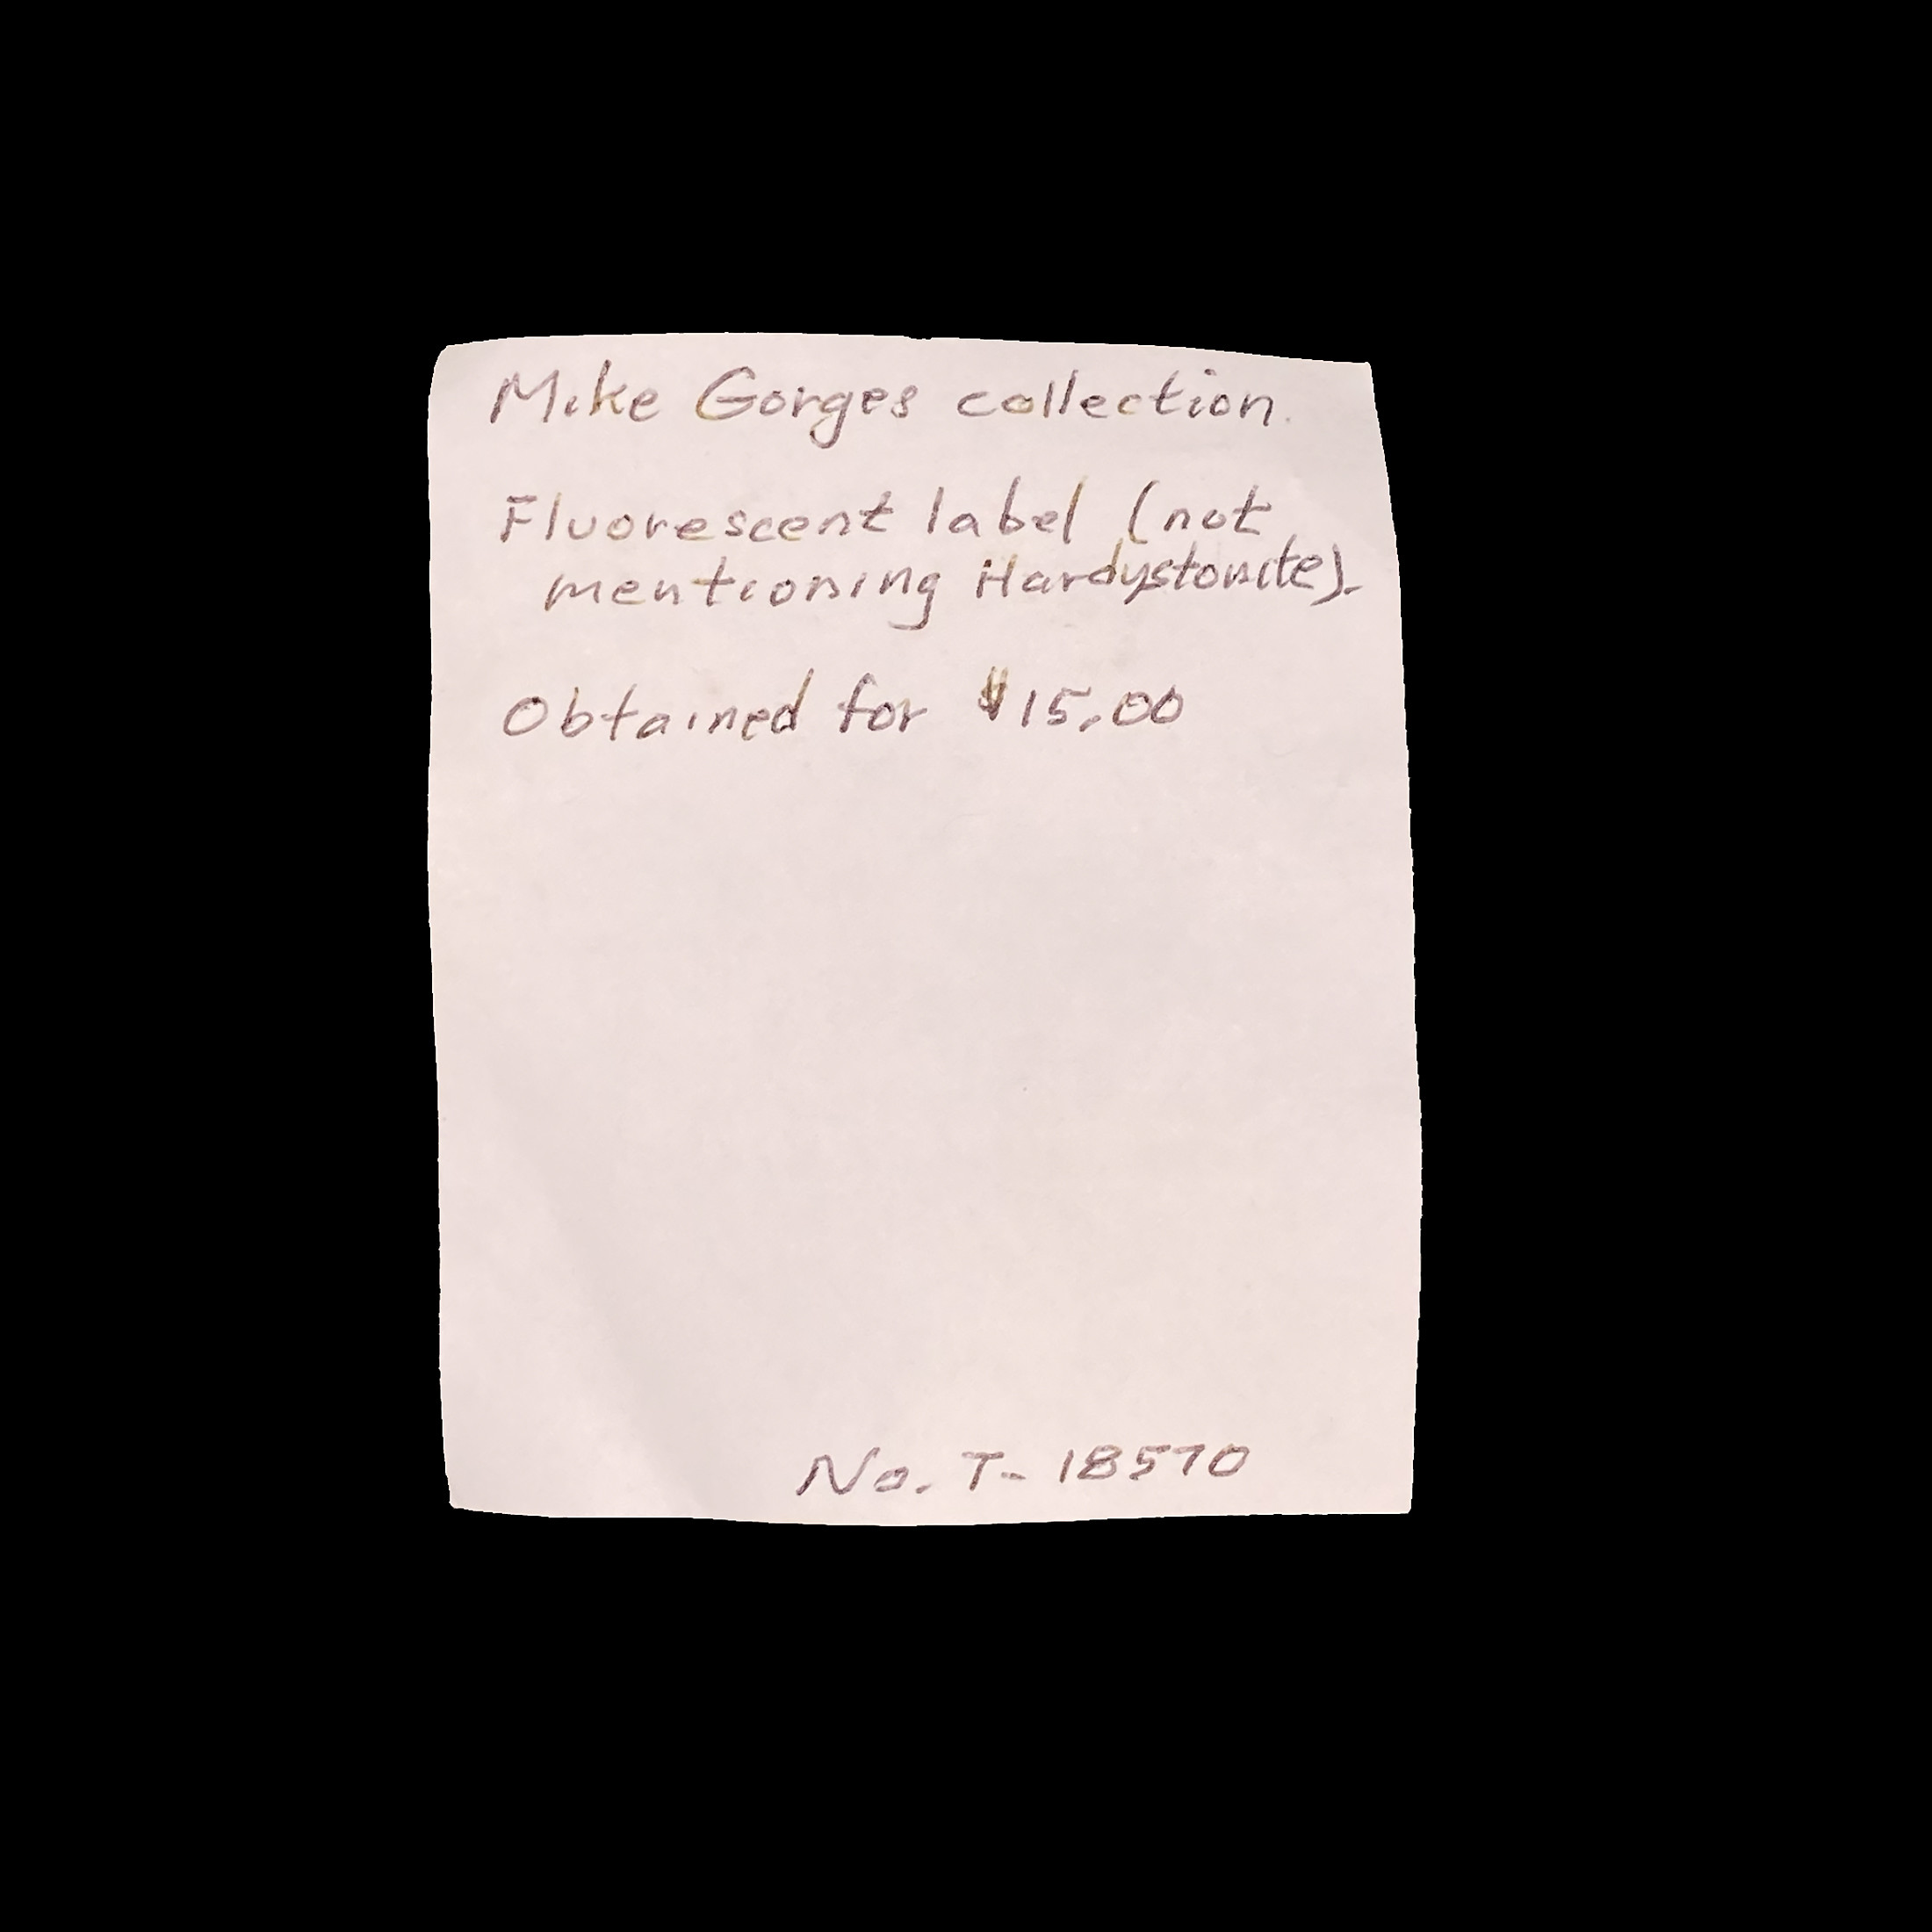 Mike Gorges collection.
Fluorescent label (not
mentioning Hardystonite).
Obtained for $15.00
No. T- 18570